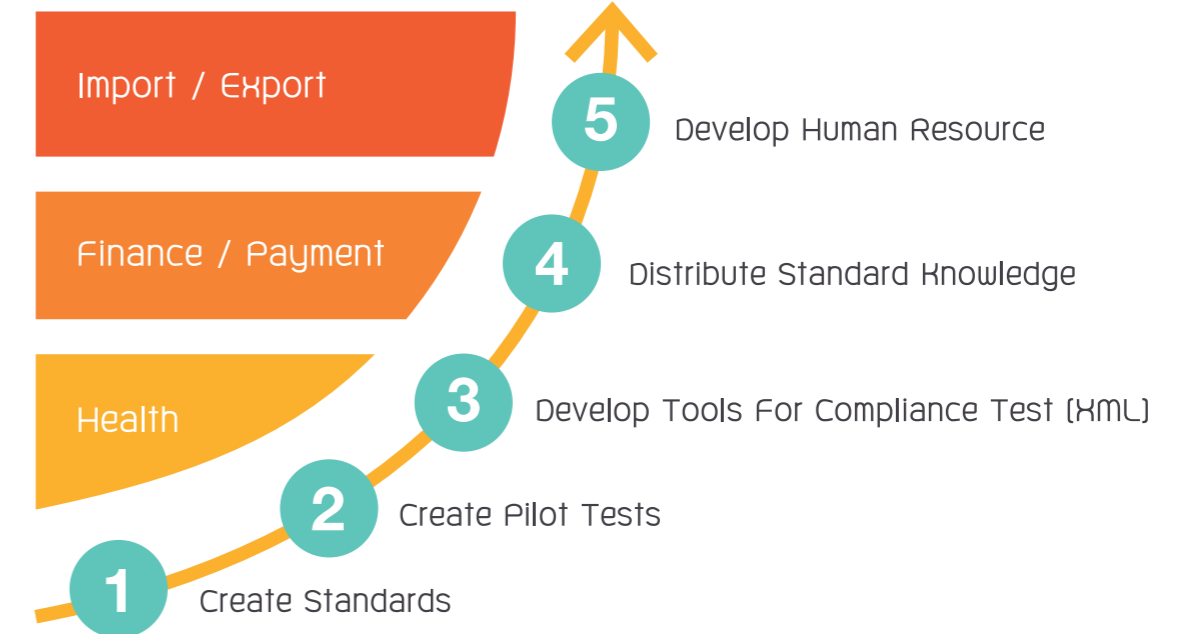 Import / Export
Finance / Payment
Health
5
Develop Human Resource
4
Distribute Standard Knowledge
3
Develop Tools For Compliance Test (XML)
2
Create Pilot Tests
1
Create Standards